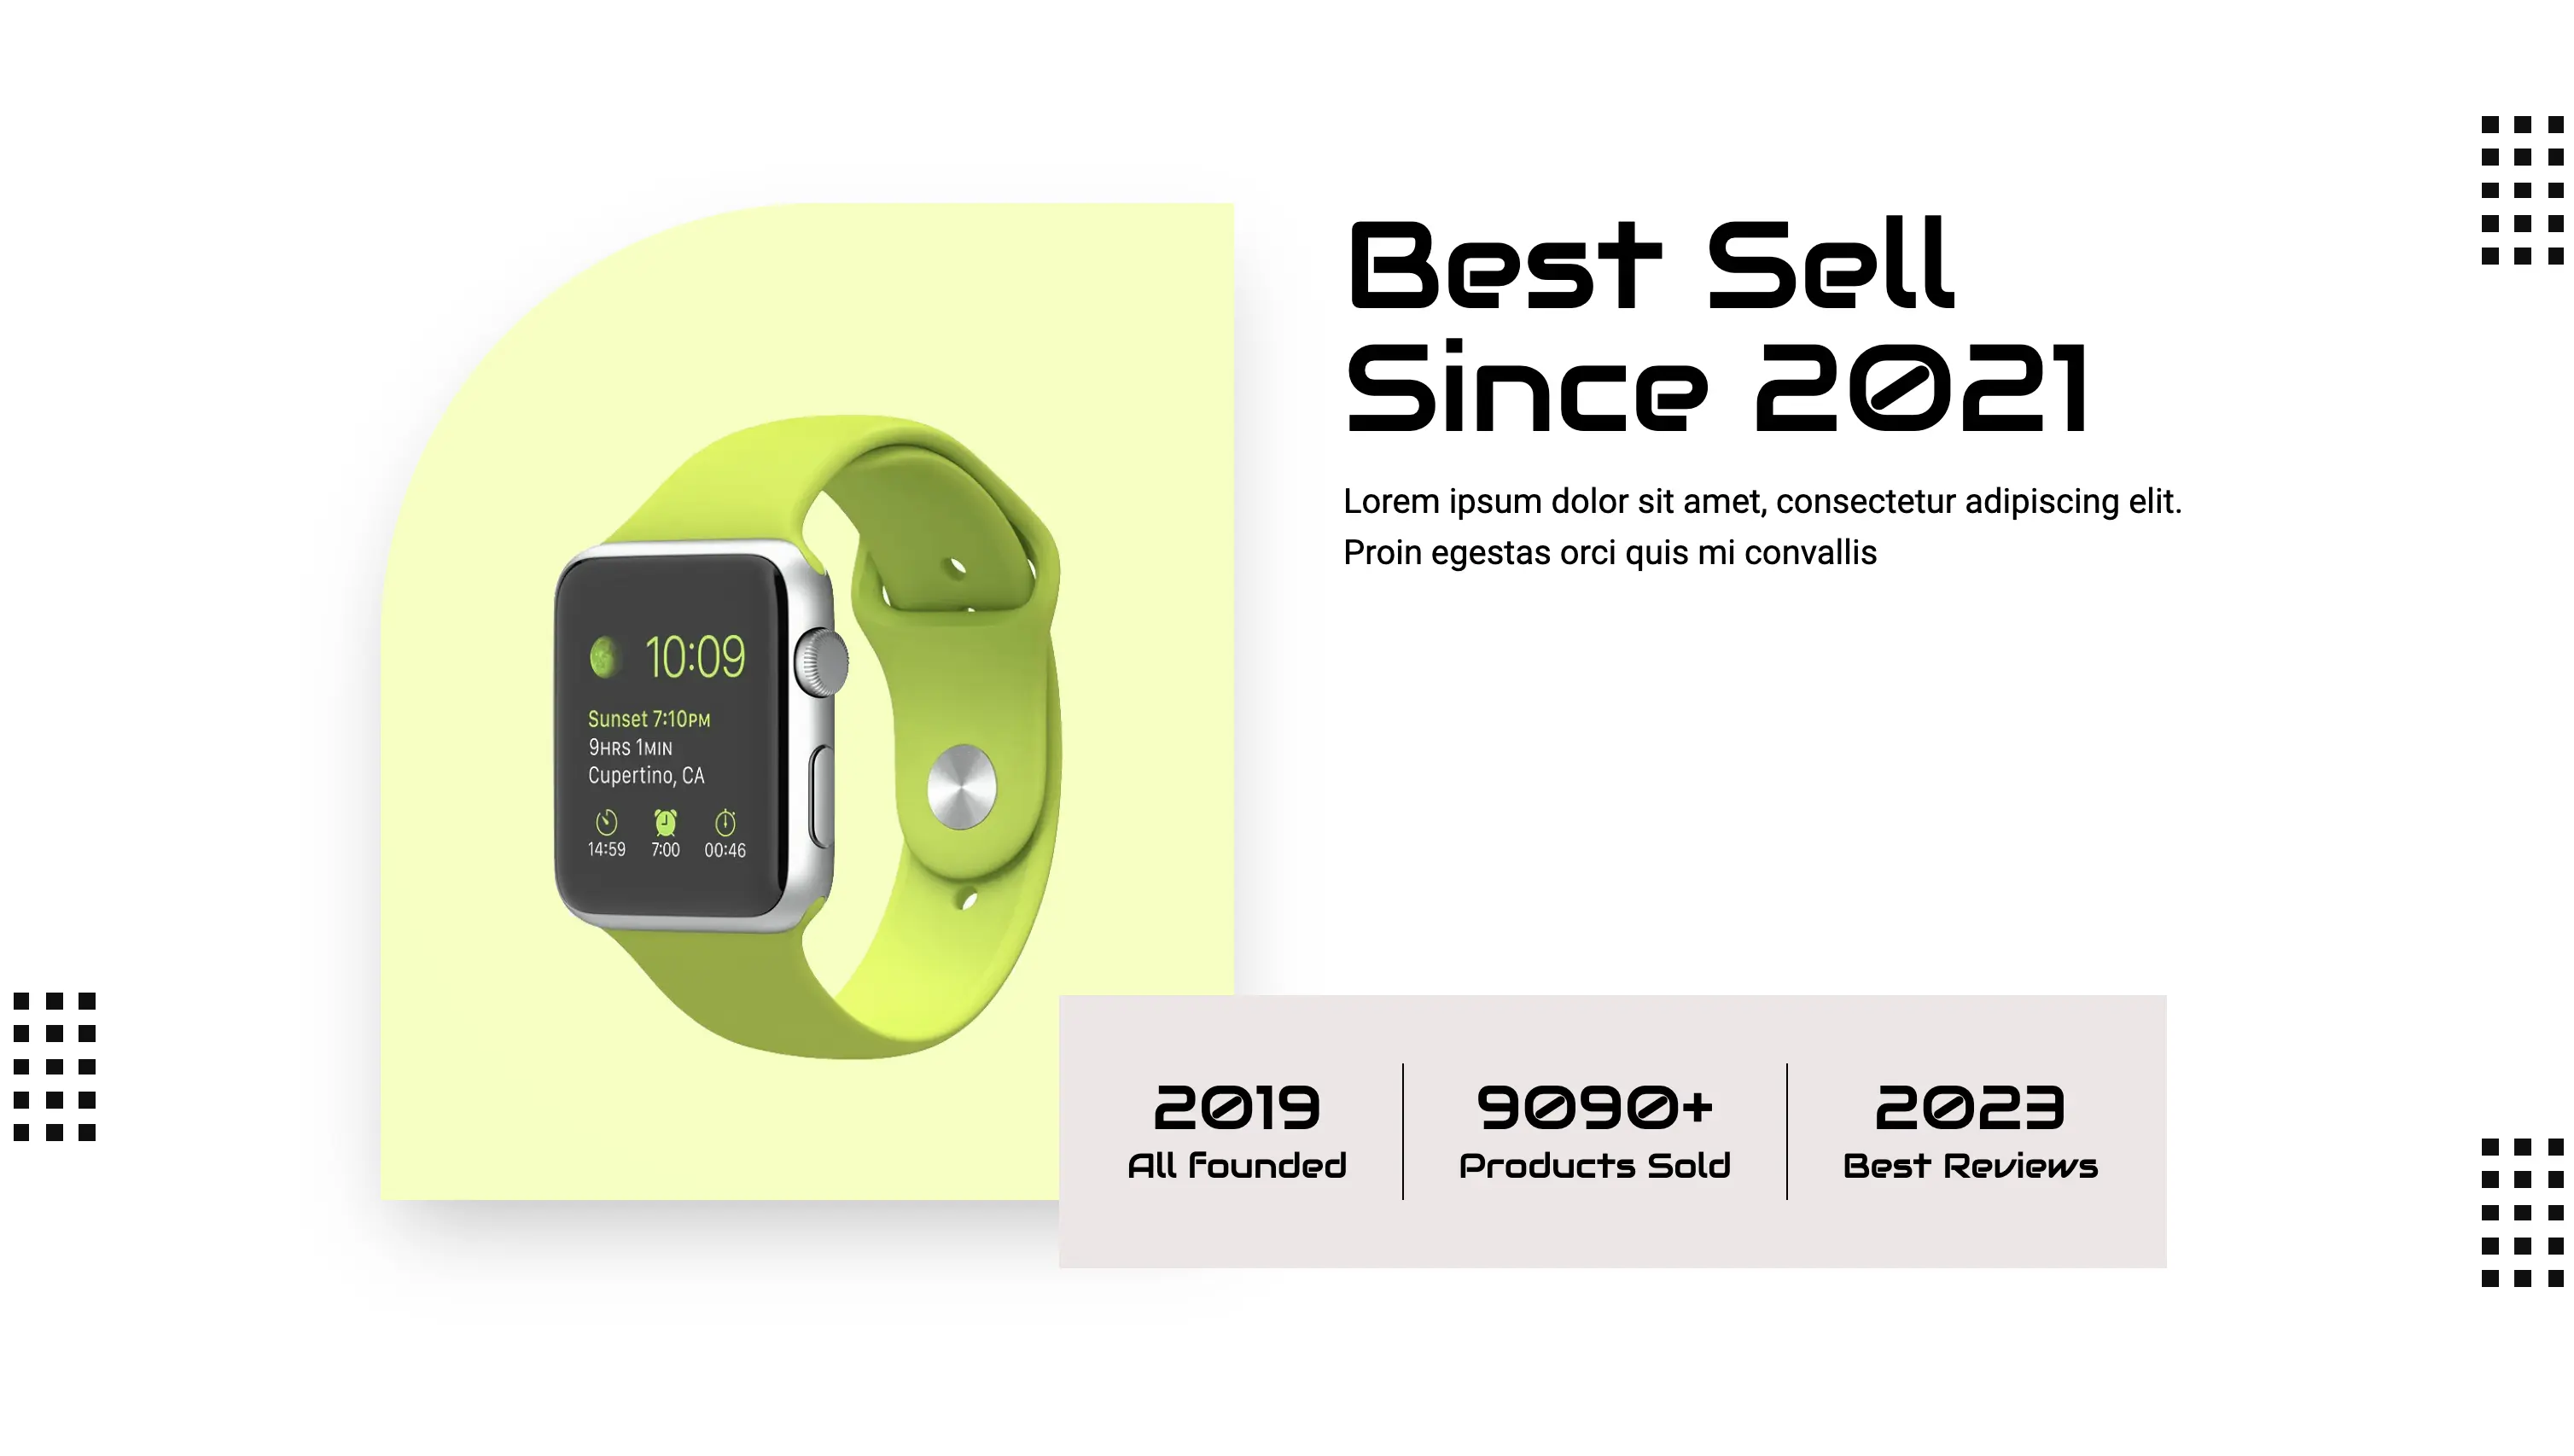 Best Sell
Since 2021
Lorem ipsum dolor sit amet, consectetur adipiscing elit.
Proin egestas orci quis mi convallis
10:09
Sunset 7:10PM
9HRS 1MIN
Cupertino, CA
14:59 7:00 00:46
2019 9090+ 2023
All founded Products Sold Best Reviews